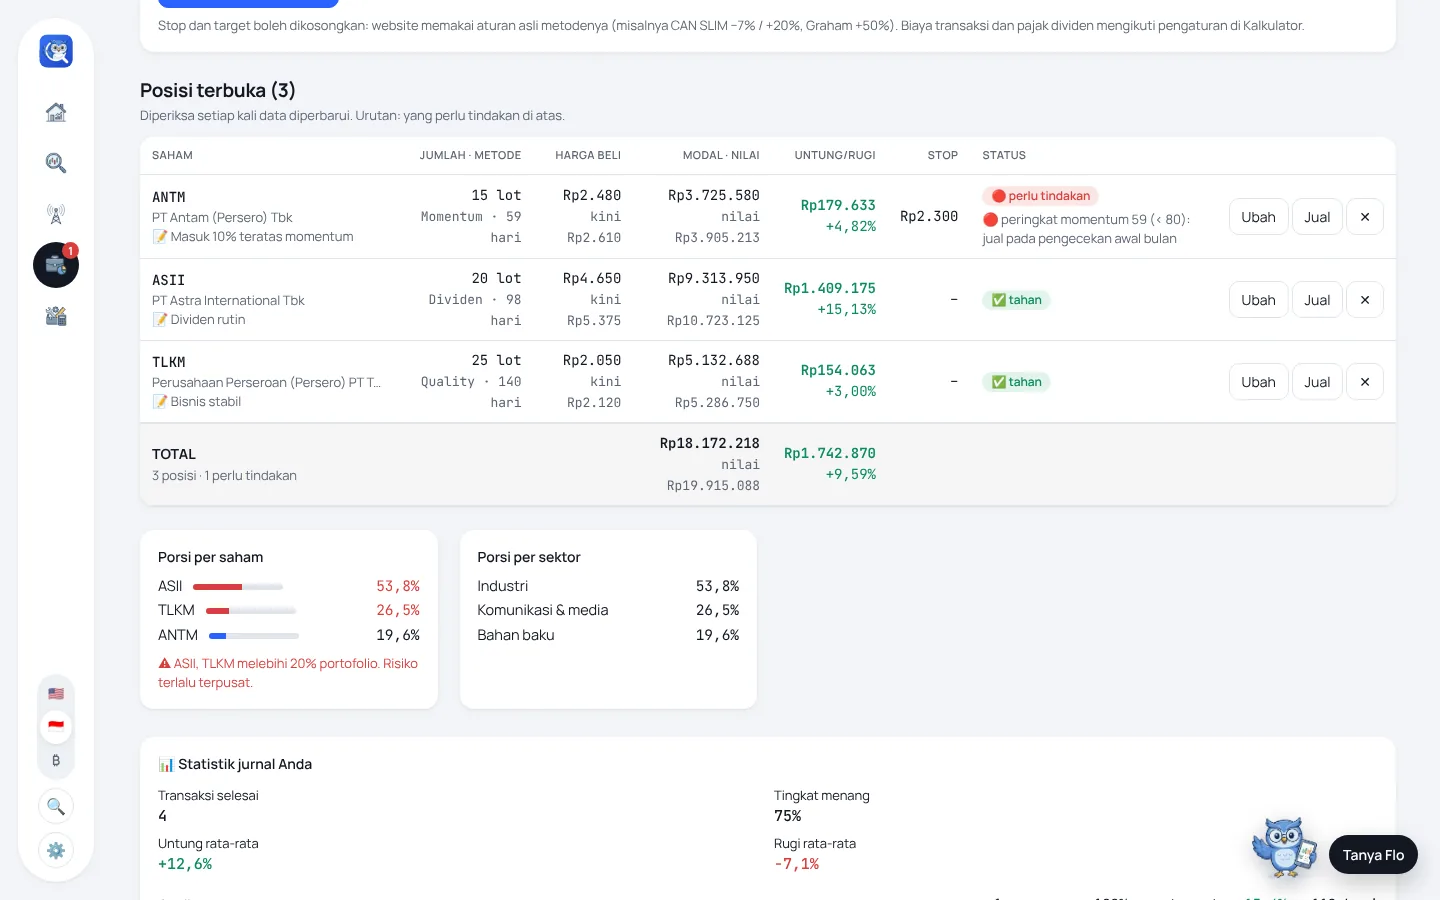 Stop dan target boleh dikosongkan: website memakai aturan asli metodenya (misalnya CAN SLIM −7% / +20%, Graham +50%). Biaya transaksi dan pajak dividen mengikuti pengaturan di Kalkulator.
Posisi terbuka (3)
Diperiksa setiap kali data diperbarui. Urutan: yang perlu tindakan di atas.
SAHAM JUMLAH · METODE HARGA BELI MODAL · NILAI UNTUNG/RUGI STOP STATUS
ANTM
PT Antam (Persero) Tbk
📝 Masuk 10% teratas momentum
15 lot
Momentum · 59
hari
Rp2.480
kini
Rp2.610
Rp3.725.580
nilai
Rp3.905.213
Rp179.633
+4,82%
Rp2.300
🔴 perlu tindakan
🔴 peringkat momentum 59 (< 80):
jual pada pengecekan awal bulan
Ubah Jual ✕
ASII
PT Astra International Tbk
📝 Dividen rutin
20 lot
Dividen · 98
hari
Rp4.650
kini
Rp5.375
Rp9.313.950
nilai
Rp10.723.125
Rp1.409.175
+15,13%
–
✅ tahan
Ubah Jual ✕
TLKM
Perusahaan Perseroan (Persero) PT T...
📝 Bisnis stabil
25 lot
Quality · 140
hari
Rp2.050
kini
Rp2.120
Rp5.132.688
nilai
Rp5.286.750
Rp154.063
+3,00%
–
✅ tahan
Ubah Jual ✕
TOTAL
3 posisi · 1 perlu tindakan
Rp18.172.218
nilai
Rp19.915.088
Rp1.742.870
+9,59%
Porsi per saham
ASII 53,8%
TLKM 26,5%
ANTM 19,6%
⚠ ASII, TLKM melebihi 20% portofolio. Risiko
terlalu terpusat.
Porsi per sektor
Industri 53,8%
Komunikasi & media 26,5%
Bahan baku 19,6%
📊 Statistik jurnal Anda
Transaksi selesai
4
Tingkat menang
75%
Untung rata-rata
+12,6%
Rugi rata-rata
-7,1%
Tanya Flo
1
₿